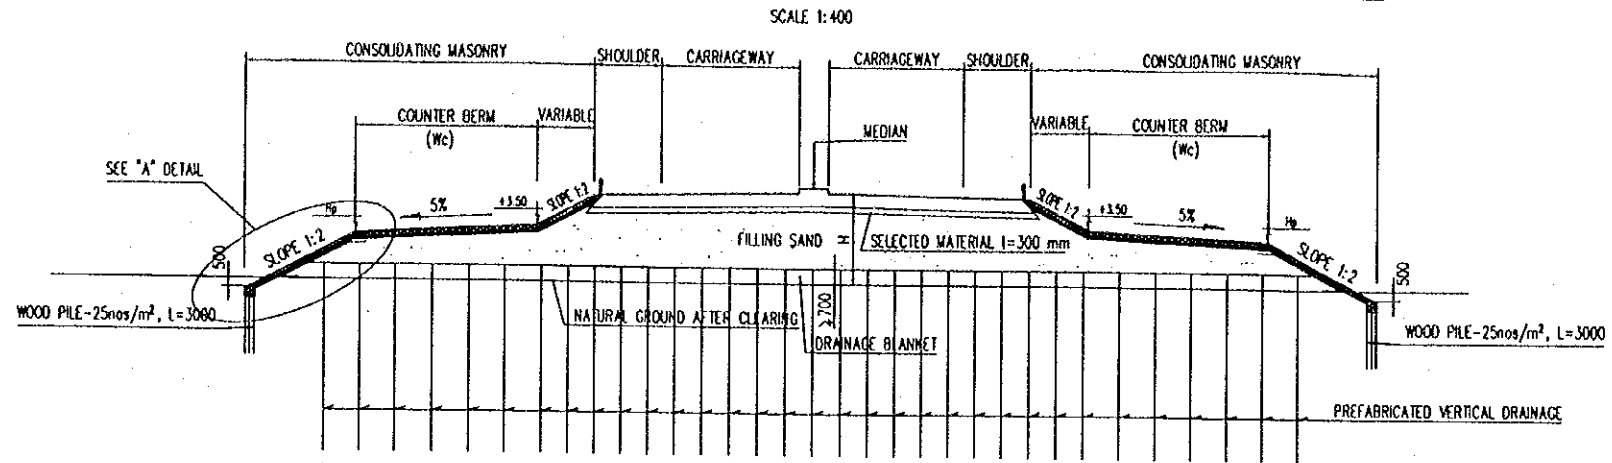 SCALE 1:400
CONSOLIDATING MASONRY
SHOULDER
CARRIAGEWAY
CARRIAGEWAY
SHOULDER
CONSOLIDATING MASONRY
COUNTER BERM
(Wc)
VARIABLE
MEDIAN
VARIABLE
COUNTER BERM
(Wc)
SEE "A" DETAIL
Hp
5%
+3.50
SLOPE 1:2
SLOPE 1:2
+3.50
5%
Hp
SLOPE 1:2
FILLING SAND
H
SELECTED MATERIAL t=300 mm
SLOPE 1:2
500
500
WOOD PILE-25nos/m², L=3000
NATURAL GROUND AFTER CLEARING
≥700
DRAINAGE BLANKET
WOOD PILE-25nos/m², L=3000
PREFABRICATED VERTICAL DRAINAGE